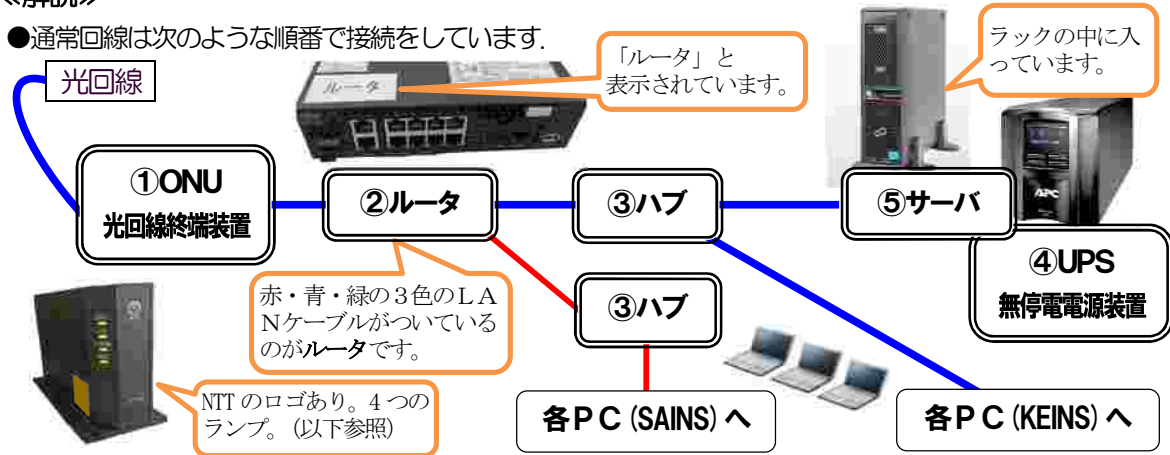 ≪解説≫
●通常回線は次のような順番で接続をしています.
光回線
ルータ
「ルータ」と
表示されています。
ラックの中に入
っています。
①ONU
光回線終端装置
②ルータ
③ハブ
⑤サーバ
APC
④UPS
無停電電源装置
赤・青・緑の3色のLA
Nケーブルがついている
のがルータです。
③ハブ
NTTのロゴあり。4つの
ランプ。(以下参照)
各PC(SAINS)へ
各PC(KEINS)へ